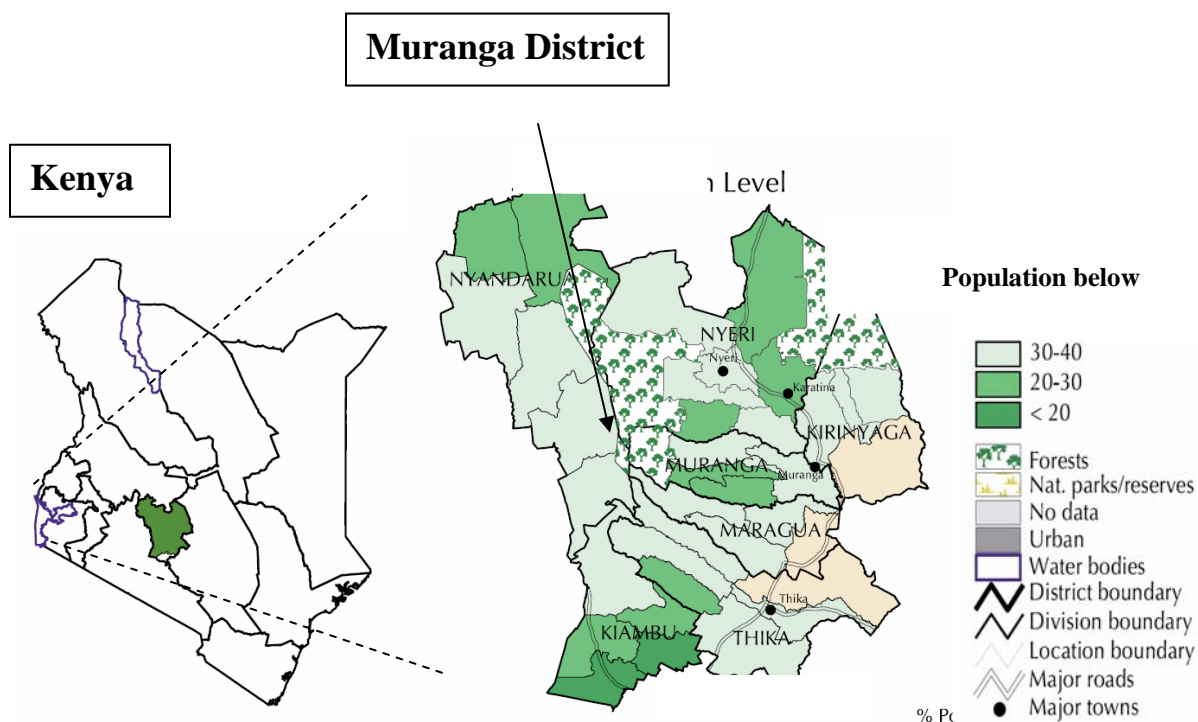 Muranga District
Kenya
n Level
Population below
NYANDARU
NYERI
Nyeri
Karatina
KIRINYAGA
MURANGA
Muranga
MARAGUA
Thika
KIAMBU
THIKA
30-40
20-30
< 20
Forests
Nat. parks/reserves
No data
Urban
Water bodies
District boundary
Division boundary
Location boundary
Major roads
Major towns
% Po